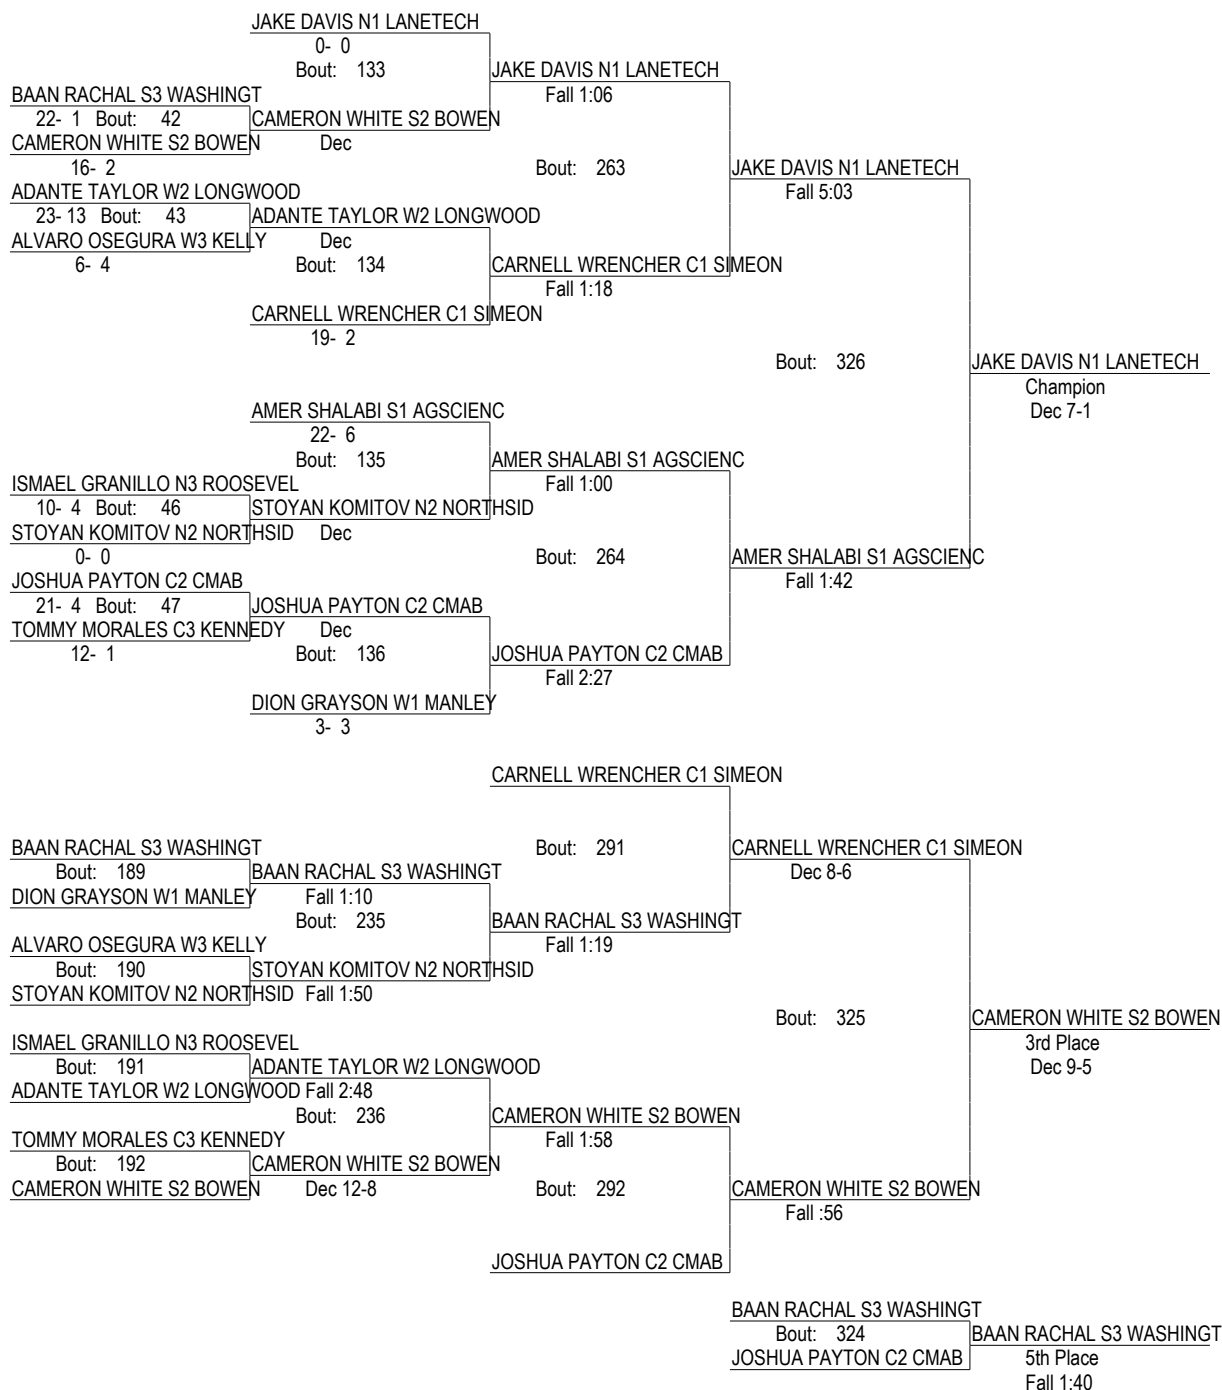 JAKE DAVIS N1 LANETECH
0- 0
Bout: 133 JAKE DAVIS N1 LANETECH
BAAN RACHAL S3 WASHINGT Fall 1:06
22- 1 Bout: 42 CAMERON WHITE S2 BOWEN
CAMERON WHITE S2 BOWEN Dec
16- 2 Bout: 263 JAKE DAVIS N1 LANETECH
ADANTE TAYLOR W2 LONGWOOD Fall 5:03
23- 13 Bout: 43 ADANTE TAYLOR W2 LONGWOOD
ALVARO OSEGURA W3 KELLY Dec
6- 4 Bout: 134 CARNELL WRENCHER C1 SIMEON
Fall 1:18
CARNELL WRENCHER C1 SIMEON
19- 2
Bout: 326 JAKE DAVIS N1 LANETECH
Champion
AMER SHALABI S1 AGSCIENC Dec 7-1
22- 6
Bout: 135 AMER SHALABI S1 AGSCIENC
ISMAEL GRANILLO N3 ROOSEVEL Fall 1:00
10- 4 Bout: 46 STOYAN KOMITOV N2 NORTHSID
STOYAN KOMITOV N2 NORTHSID Dec
0- 0 Bout: 264 AMER SHALABI S1 AGSCIENC
JOSHUA PAYTON C2 CMAB Fall 1:42
21- 4 Bout: 47 JOSHUA PAYTON C2 CMAB
TOMMY MORALES C3 KENNEDY Dec
12- 1 Bout: 136 JOSHUA PAYTON C2 CMAB
Fall 2:27
DION GRAYSON W1 MANLEY
3- 3
CARNELL WRENCHER C1 SIMEON
BAAN RACHAL S3 WASHINGT Bout: 291 CARNELL WRENCHER C1 SIMEON
Bout: 189 BAAN RACHAL S3 WASHINGT Dec 8-6
DION GRAYSON W1 MANLEY Fall 1:10
Bout: 235 BAAN RACHAL S3 WASHINGT
ALVARO OSEGURA W3 KELLY Fall 1:19
Bout: 190 STOYAN KOMITOV N2 NORTHSID
STOYAN KOMITOV N2 NORTHSID Fall 1:50
Bout: 325 CAMERON WHITE S2 BOWEN
ISMAEL GRANILLO N3 ROOSEVEL 3rd Place
Bout: 191 ADANTE TAYLOR W2 LONGWOOD Dec 9-5
ADANTE TAYLOR W2 LONGWOOD Fall 2:48
Bout: 236 CAMERON WHITE S2 BOWEN
TOMMY MORALES C3 KENNEDY Fall 1:58
Bout: 192 CAMERON WHITE S2 BOWEN
CAMERON WHITE S2 BOWEN Dec 12-8 Bout: 292 CAMERON WHITE S2 BOWEN
Fall :56
JOSHUA PAYTON C2 CMAB
BAAN RACHAL S3 WASHINGT
Bout: 324 BAAN RACHAL S3 WASHINGT
JOSHUA PAYTON C2 CMAB 5th Place
Fall 1:40